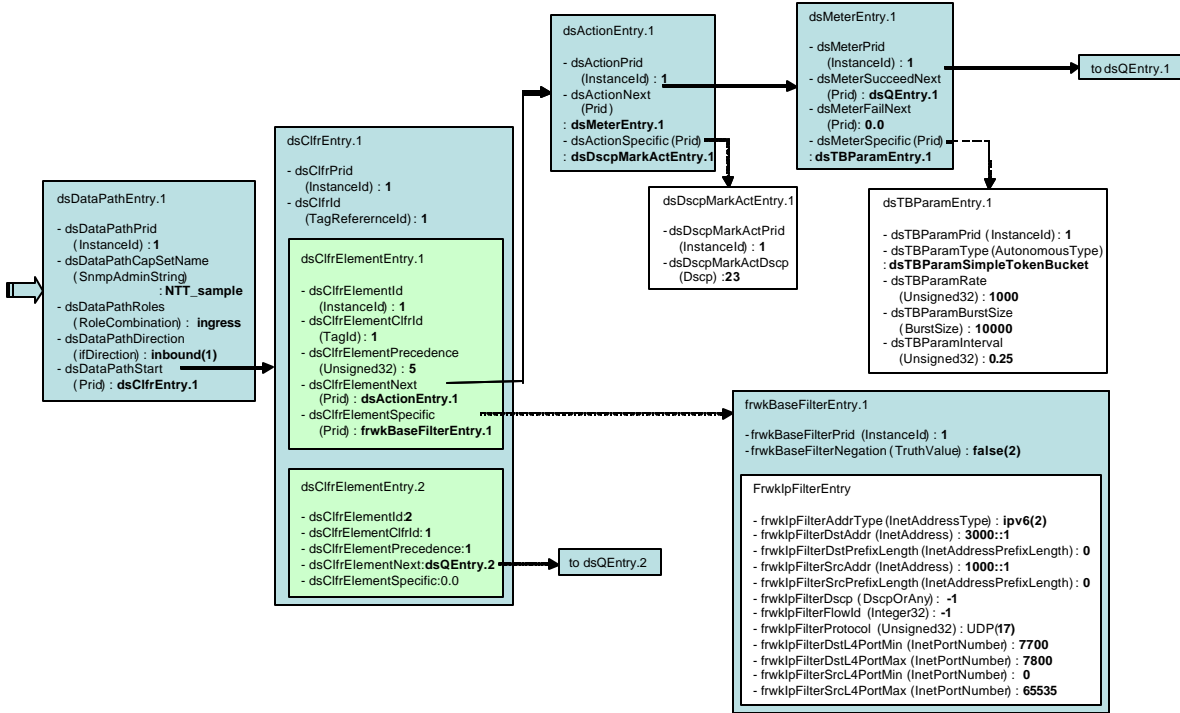 dsDataPathEntry.1
- dsDataPathPrid
(InstanceId) : 1
- dsDataPathCapSetName
(SnmpAdminString)
: NTT_sample
- dsDataPathRoles
(RoleCombination) : ingress
- dsDataPathDirection
(ifDirection) : inbound(1)
- dsDataPathStart
(Prid) : dsClfrEntry.1
dsClfrEntry.1
- dsClfrPrid
(InstanceId) : 1
- dsClfrId
(TagReferernceId) : 1
dsClfrElementEntry.1
- dsClfrElementId
(InstanceId) : 1
- dsClfrElementClfrId
(TagId) : 1
- dsClfrElementPrecedence
(Unsigned32) : 5
- dsClfrElementNext
(Prid) : dsActionEntry.1
- dsClfrElementSpecific
(Prid) : frwkBaseFilterEntry.1
dsClfrElementEntry.2
- dsClfrElementId:2
- dsClfrElementClfrId: 1
- dsClfrElementPrecedence:1
- dsClfrElementNext:dsQEntry.2
- dsClfrElementSpecific:0.0
to dsQEntry.2
dsActionEntry.1
- dsActionPrid
(InstanceId) : 1
- dsActionNext
(Prid)
: dsMeterEntry.1
- dsActionSpecific (Prid)
: dsDscpMarkActEntry.1
dsMeterEntry.1
- dsMeterPrid
(InstanceId) : 1
- dsMeterSucceedNext
(Prid) : dsQEntry.1
- dsMeterFailNext
(Prid): 0.0
- dsMeterSpecific (Prid)
: dsTBParamEntry.1
to dsQEntry.1
dsDscpMarkActEntry.1
- dsDscpMarkActPrid
(InstanceId) : 1
- dsDscpMarkActDscp
(Dscp) :23
dsTBParamEntry.1
- dsTBParamPrid (InstanceId) : 1
- dsTBParamType (AutonomousType)
: dsTBParamSimpleTokenBucket
- dsTBParamRate
(Unsigned32) : 1000
- dsTBParamBurstSize
(BurstSize) : 10000
- dsTBParamInterval
(Unsigned32) : 0.25
frwkBaseFilterEntry.1
-frwkBaseFilterPrid (InstanceId) : 1
-frwkBaseFilterNegation (TruthValue) : false(2)
FrwkIpFilterEntry
- frwkIpFilterAddrType (InetAddressType) : ipv6(2)
- frwkIpFilterDstAddr (InetAddress) : 3000::1
- frwkIpFilterDstPrefixLength (InetAddressPrefixLength) : 0
- frwkIpFilterSrcAddr (InetAddress) : 1000::1
- frwkIpFilterSrcPrefixLength (InetAddressPrefixLength) : 0
- frwkIpFilterDscp (DscpOrAny) : -1
- frwkIpFilterFlowId (Integer32) : -1
- frwkIpFilterProtocol (Unsigned32) : UDP(17)
- frwkIpFilterDstL4PortMin (InetPortNumber) : 7700
- frwkIpFilterDstL4PortMax (InetPortNumber) : 7800
- frwkIpFilterSrcL4PortMin (InetPortNumber) : 0
- frwkIpFilterSrcL4PortMax (InetPortNumber) : 65535